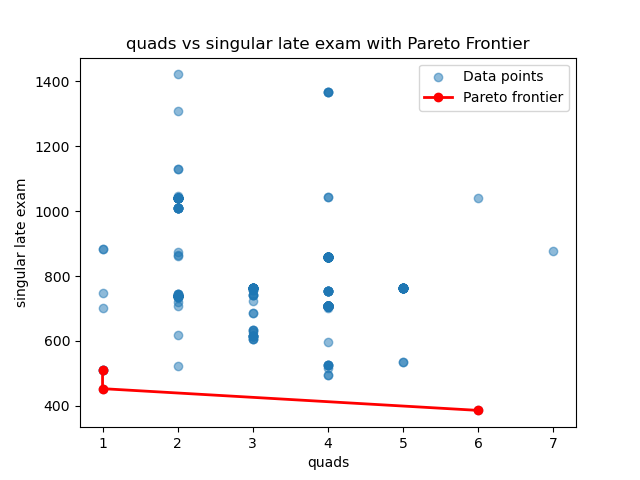 quads vs singular late exam with Pareto Frontier
Data points
Pareto frontier
1400
1200
1000
800
600
400
singular late exam
1 2 3 4 5 6 7
quads